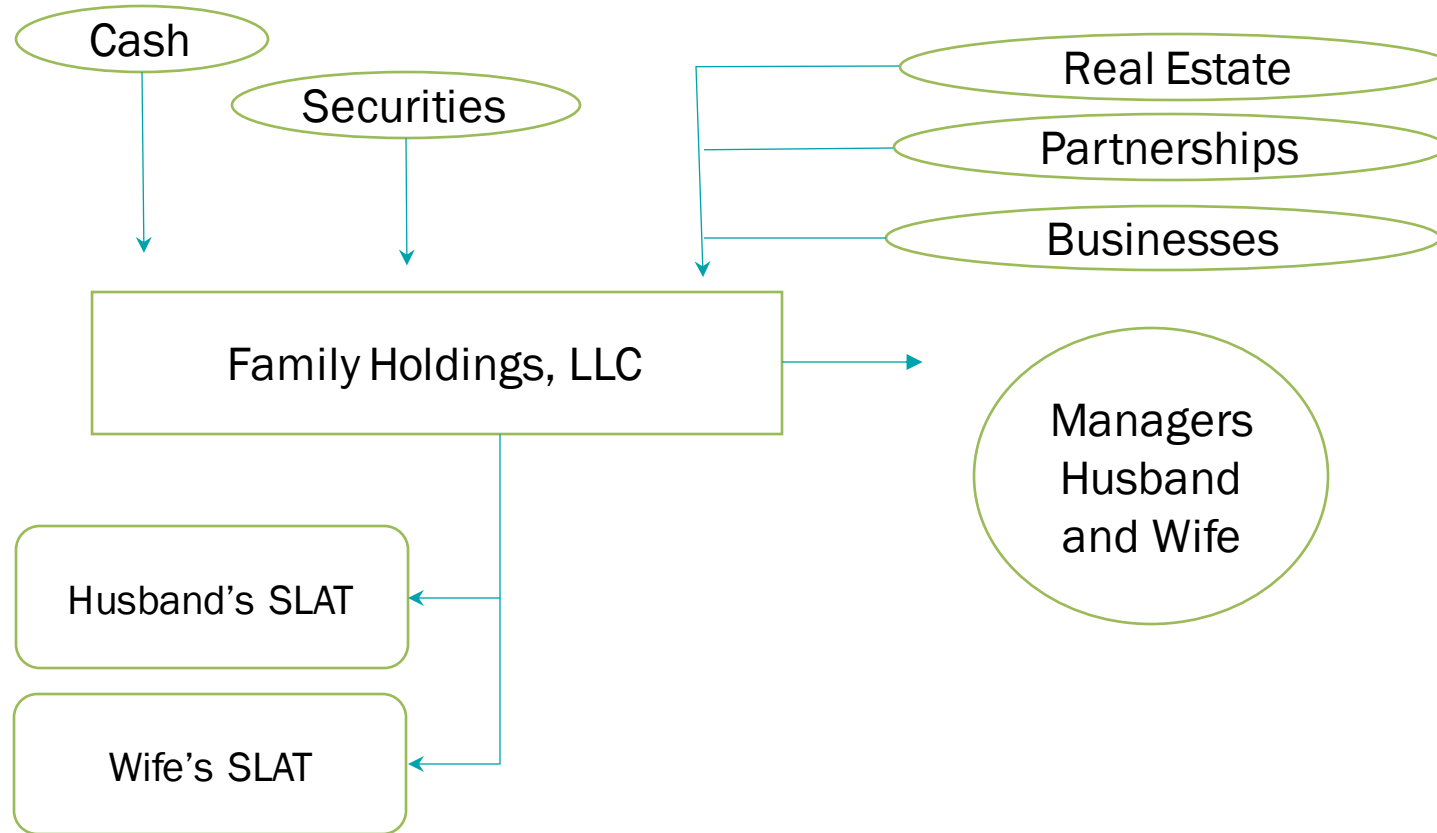 Cash
Securities
Real Estate
Partnerships
Businesses
Family Holdings, LLC
Managers
Husband
and Wife
Husband’s SLAT
Wife’s SLAT